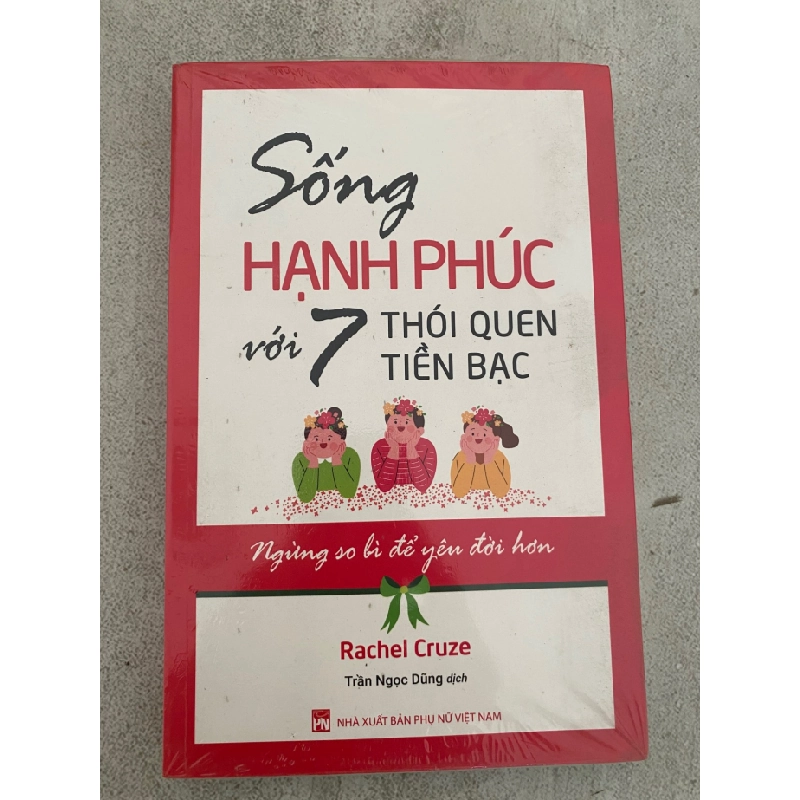 Sống
HẠNH PHÚC
với 7 THÓI QUEN
TIỀN BẠC
Ngừng so bì để yêu đời hơn
Rachel Cruze
Trần Ngọc Dũng dịch
PN NHÀ XUẤT BẢN PHỤ NỮ VIỆT NAM